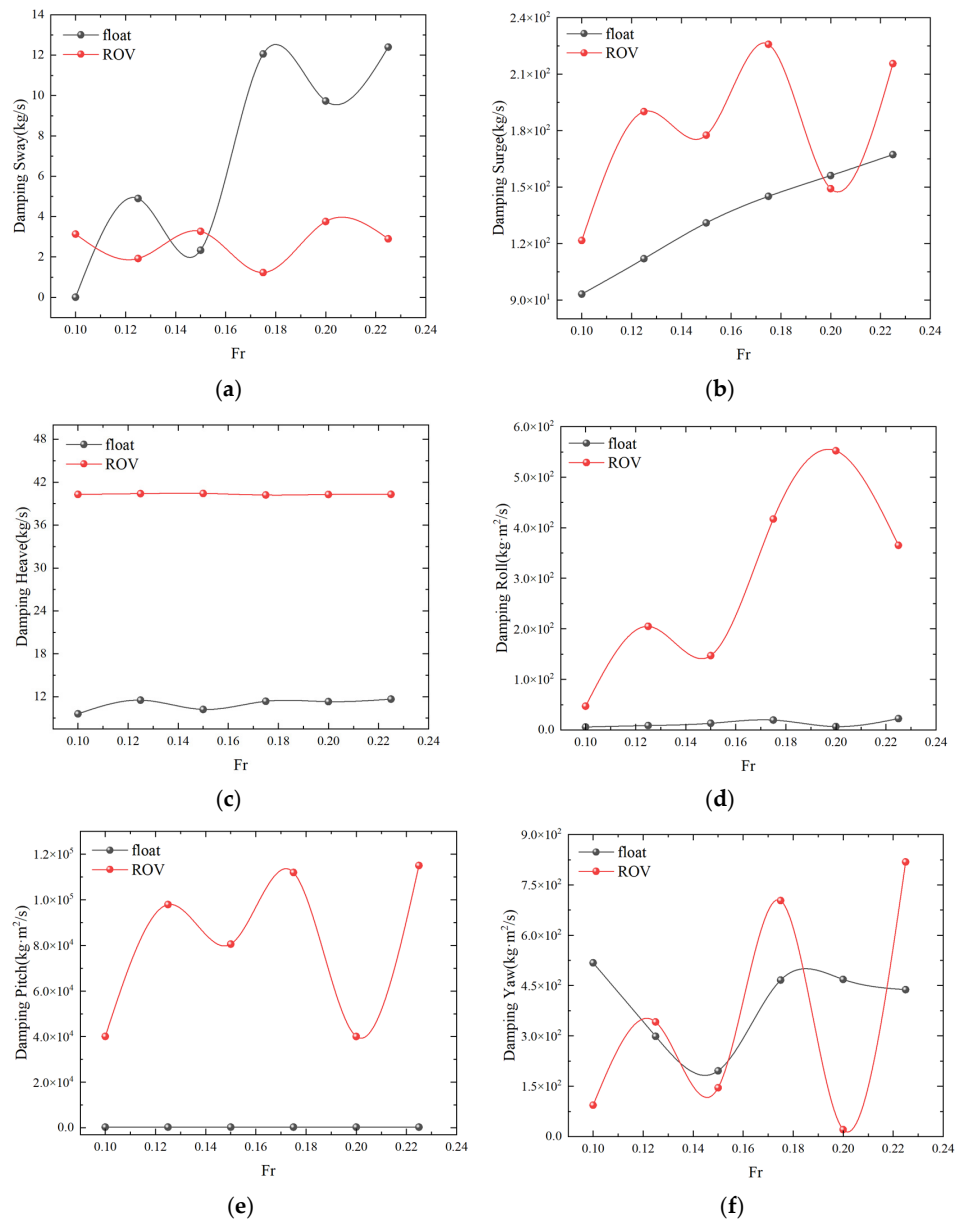 14
12
10
8
6
4
2
0
Damping Sway(kg/s)
float
ROV
0.10 0.12 0.14 0.16 0.18 0.20 0.22 0.24
Fr
(a)
2.4×10²
2.1×10²
1.8×10²
1.5×10²
1.2×10²
9.0×10¹
Damping Surge(kg/s)
float
ROV
0.10 0.12 0.14 0.16 0.18 0.20 0.22 0.24
Fr
(b)
48
42
36
30
24
18
12
Damping Heave(kg/s)
float
ROV
0.10 0.12 0.14 0.16 0.18 0.20 0.22 0.24
Fr
(c)
6.0×10²
5.0×10²
4.0×10²
3.0×10²
2.0×10²
1.0×10²
0.0
Damping Roll(kg·m²/s)
float
ROV
0.10 0.12 0.14 0.16 0.18 0.20 0.22 0.24
Fr
(d)
1.2×10⁵
1.0×10⁵
8.0×10⁴
6.0×10⁴
4.0×10⁴
2.0×10⁴
0.0
Damping Pitch(kg·m²/s)
float
ROV
0.10 0.12 0.14 0.16 0.18 0.20 0.22 0.24
Fr
(e)
9.0×10²
7.5×10²
6.0×10²
4.5×10²
3.0×10²
1.5×10²
0.0
Damping Yaw(kg·m²/s)
float
ROV
0.10 0.12 0.14 0.16 0.18 0.20 0.22 0.24
Fr
(f)